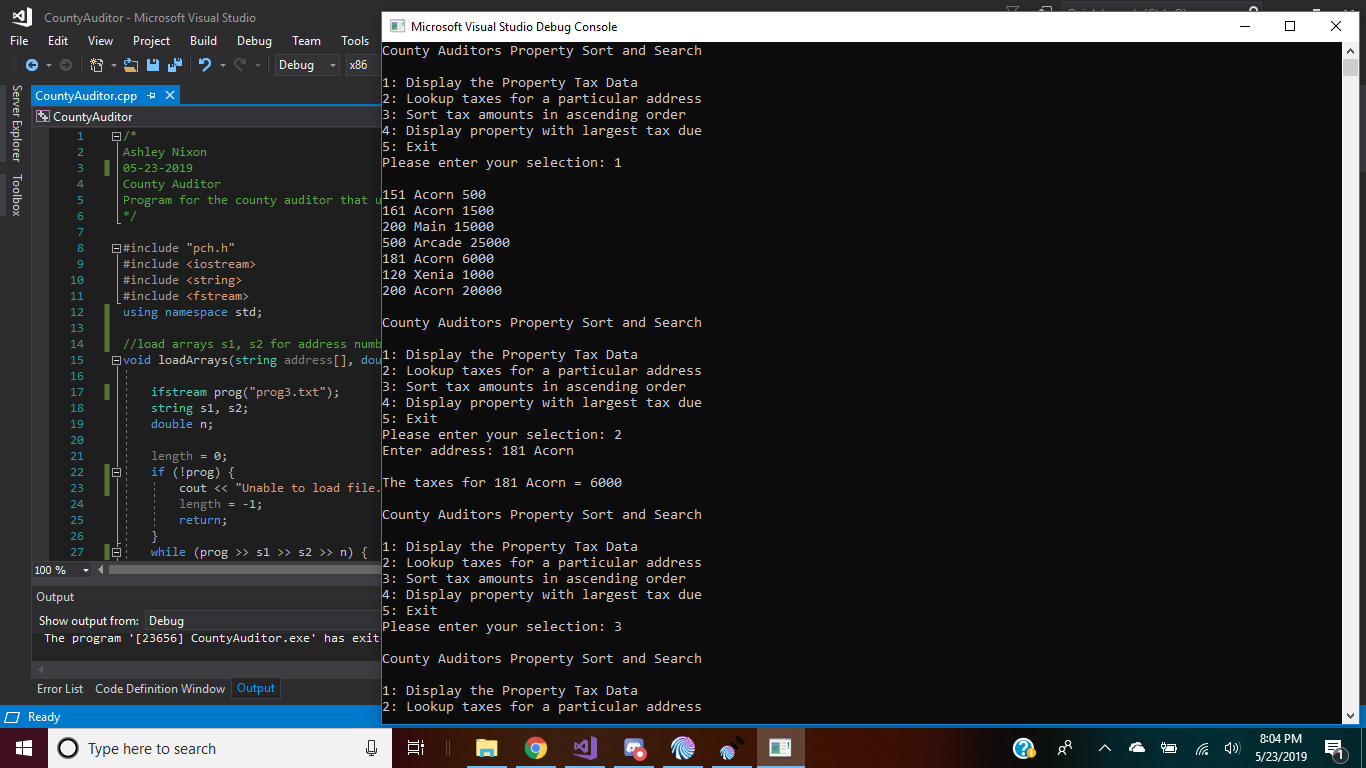 CountyAuditor - Microsoft Visual Studio
File Edit View Project Build Debug Team Tools
Debug x86
Server Explorer
Toolbox
CountyAuditor.cpp
CountyAuditor
1 /*
2 Ashley Nixon
3 05-23-2019
4 County Auditor
5 Program for the county auditor that u
6 */
7
8 #include "pch.h"
9 #include <iostream>
10 #include <string>
11 #include <fstream>
12 using namespace std;
13
14 //load arrays s1, s2 for address numb
15 void loadArrays(string address[], dou
16
17 ifstream prog("prog3.txt");
18 string s1, s2;
19 double n;
20
21 length = 0;
22 if (!prog) {
23 cout << "Unable to load file.
24 length = -1;
25 return;
26 }
27 while (prog >> s1 >> s2 >> n) {
100 %
Output
Show output from: Debug
The program '[23656] CountyAuditor.exe' has exit
Error List Code Definition Window Output
Ready
Microsoft Visual Studio Debug Console
County Auditors Property Sort and Search
1: Display the Property Tax Data
2: Lookup taxes for a particular address
3: Sort tax amounts in ascending order
4: Display property with largest tax due
5: Exit
Please enter your selection: 1
151 Acorn 500
161 Acorn 1500
200 Main 15000
500 Arcade 25000
181 Acorn 6000
120 Xenia 1000
200 Acorn 20000
County Auditors Property Sort and Search
1: Display the Property Tax Data
2: Lookup taxes for a particular address
3: Sort tax amounts in ascending order
4: Display property with largest tax due
5: Exit
Please enter your selection: 2
Enter address: 181 Acorn
The taxes for 181 Acorn = 6000
County Auditors Property Sort and Search
1: Display the Property Tax Data
2: Lookup taxes for a particular address
3: Sort tax amounts in ascending order
4: Display property with largest tax due
5: Exit
Please enter your selection: 3
County Auditors Property Sort and Search
1: Display the Property Tax Data
2: Lookup taxes for a particular address
Type here to search
8:04 PM
5/23/2019
1